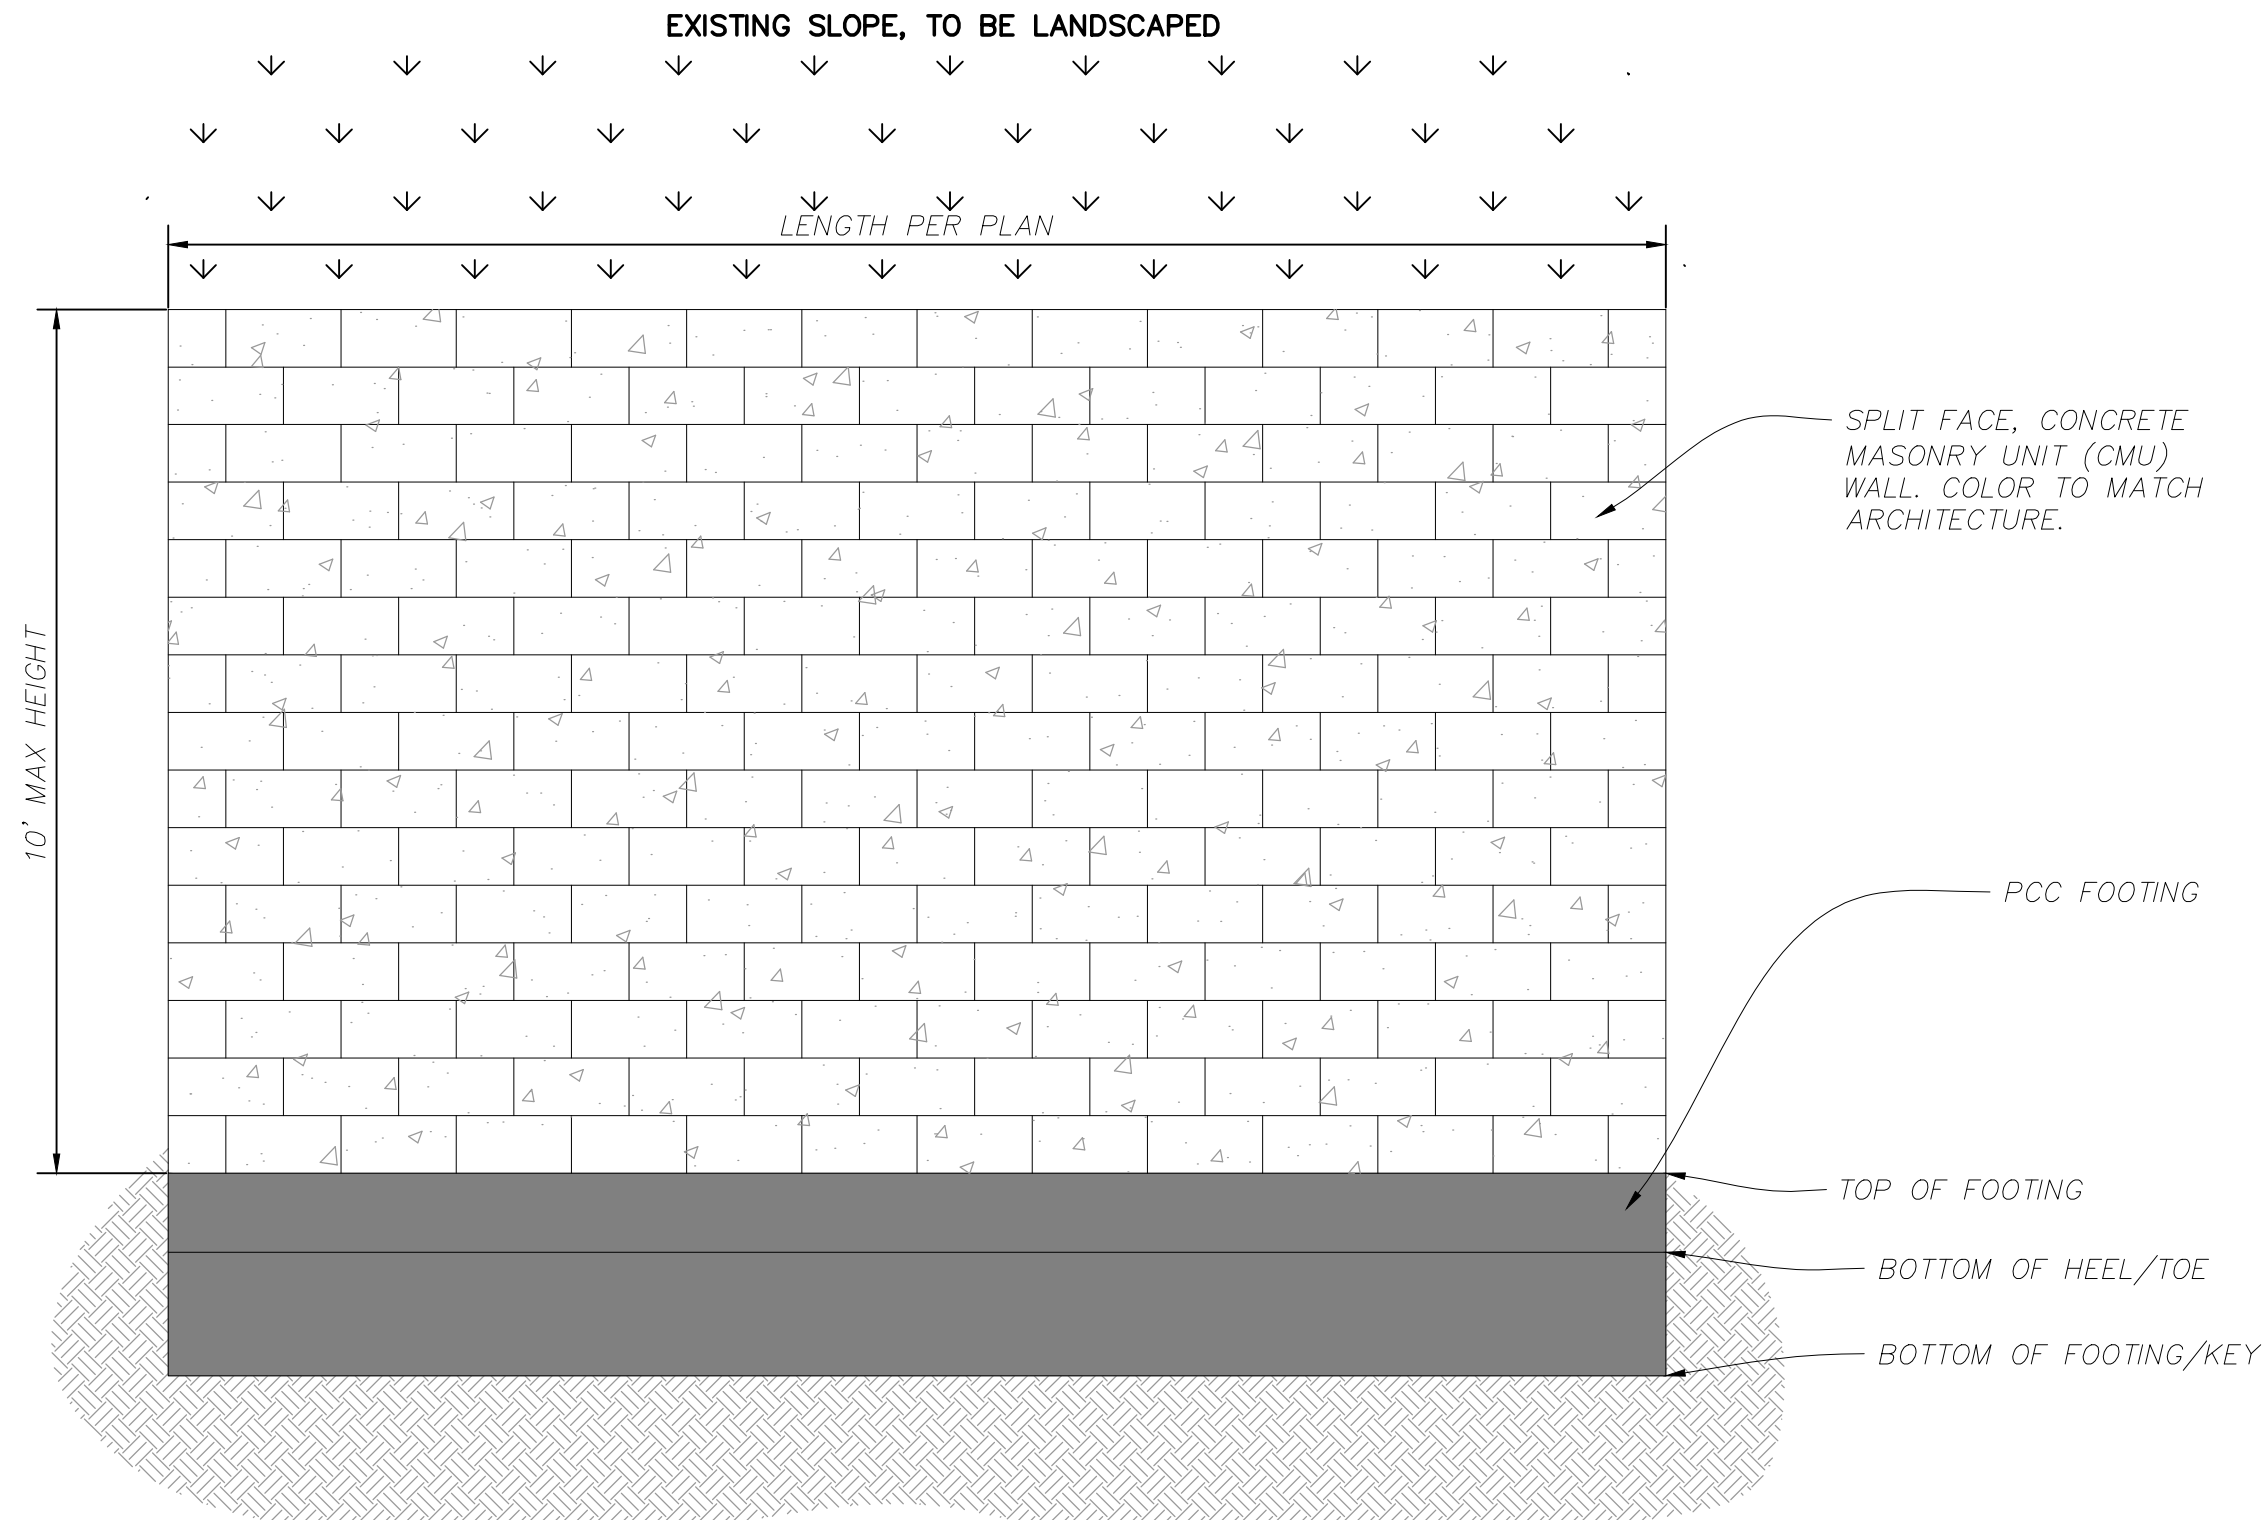 EXISTING SLOPE, TO BE LANDSCAPED
LENGTH PER PLAN
10' MAX HEIGHT
SPLIT FACE, CONCRETE
MASONRY UNIT (CMU)
WALL. COLOR TO MATCH
ARCHITECTURE.
PCC FOOTING
TOP OF FOOTING
BOTTOM OF HEEL/TOE
BOTTOM OF FOOTING/KEY